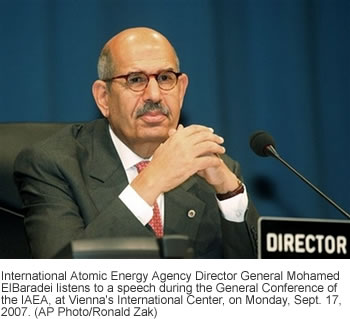 DIRECTOR
International Atomic Energy Agency Director General Mohamed
ElBaradei listens to a speech during the General Conference of
the IAEA, at Vienna's International Center, on Monday, Sept. 17,
2007. (AP Photo/Ronald Zak)